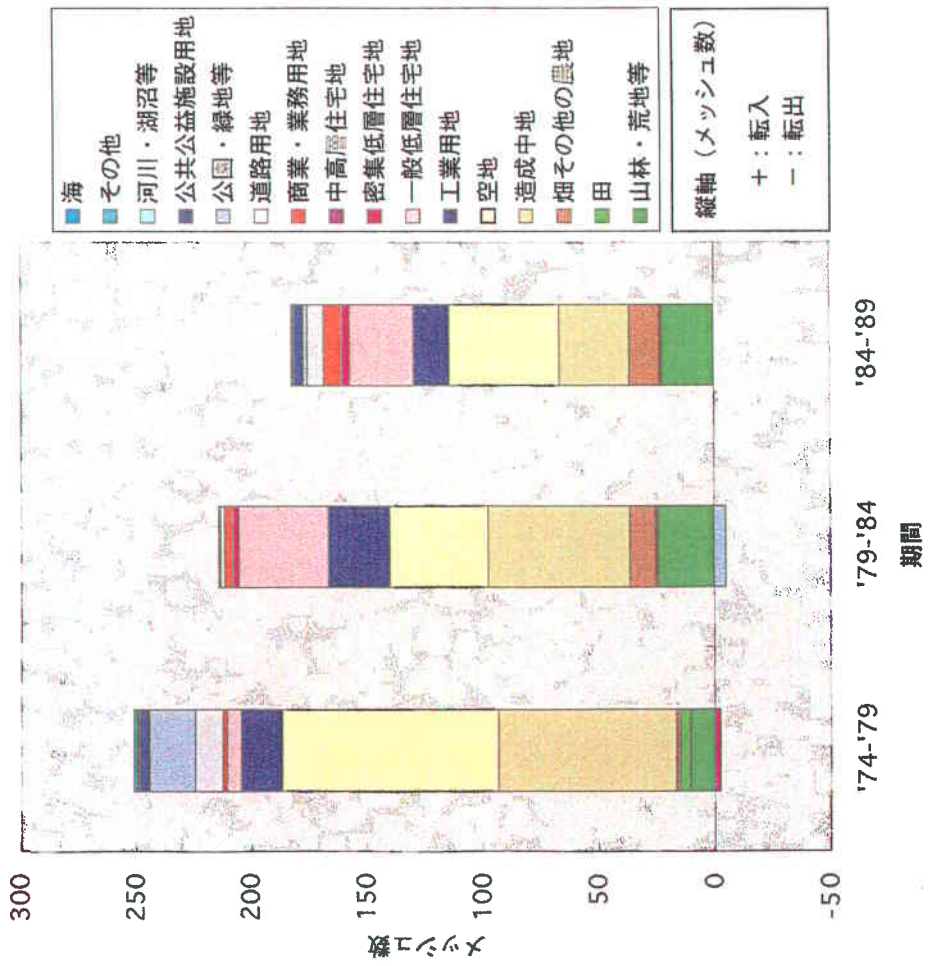 300
250
200
150
100
50
0
-50
メッシュ数
'74-'79
'79-'84
'84-'89
期間
海
その他
河川・湖沼等
公共公益施設用地
公園・緑地等
道路用地
商業・業務用地
中高層住宅地
密集低層住宅地
一般低層住宅地
工業用地
空地
造成中地
畑その他の農地
田
山林・荒地等
縦軸（メッシュ数）
＋：転入
－：転出